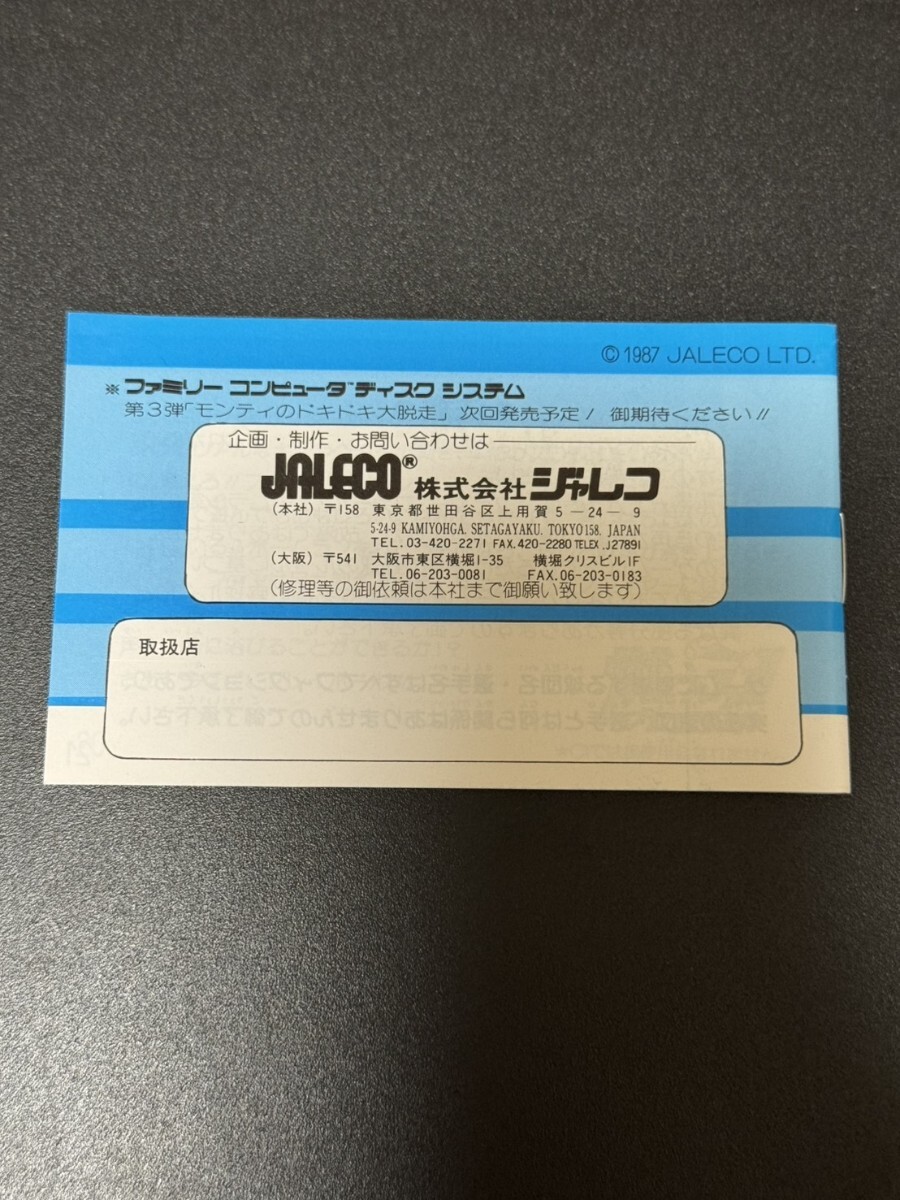 ©1987 JALECO LTD.
※ ファミリー コンピュータ™ディスク システム
第3弾「モンティのドキドキ大脱走」次回発売予定! 御期待ください!!
企画・制作・お問い合わせは
JALECO® 株式会社ジャレコ
(本社) 〒158 東京都世田谷区上用賀5-24-9
5-24-9 KAMIYOHGA. SETAGAYAKU. TOKYO 158. JAPAN
TEL.03-420-2271 FAX.420-2280 TELEX.J27891
(大阪) 〒541 大阪市東区横堀1-35 横堀クリスビル1F
TEL.06-203-0081 FAX.06-203-0183
(修理等の御依頼は本社まで御願い致します)
取扱店